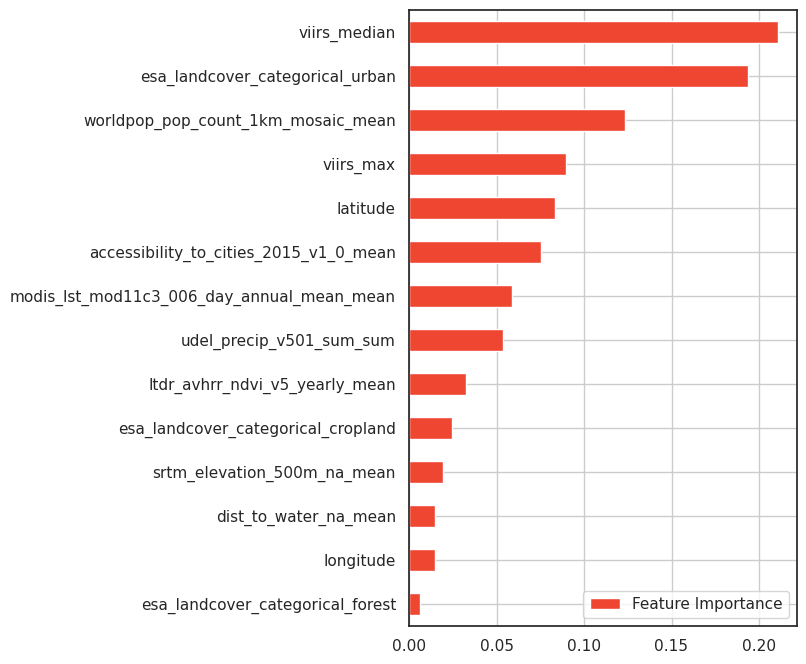 viirs_median
esa_landcover_categorical_urban
worldpop_pop_count_1km_mosaic_mean
viirs_max
latitude
accessibility_to_cities_2015_v1_0_mean
modis_lst_mod11c3_006_day_annual_mean_mean
udel_precip_v501_sum_sum
ltdr_avhrr_ndvi_v5_yearly_mean
esa_landcover_categorical_cropland
srtm_elevation_500m_na_mean
dist_to_water_na_mean
longitude
esa_landcover_categorical_forest
Feature Importance
0.00 0.05 0.10 0.15 0.20